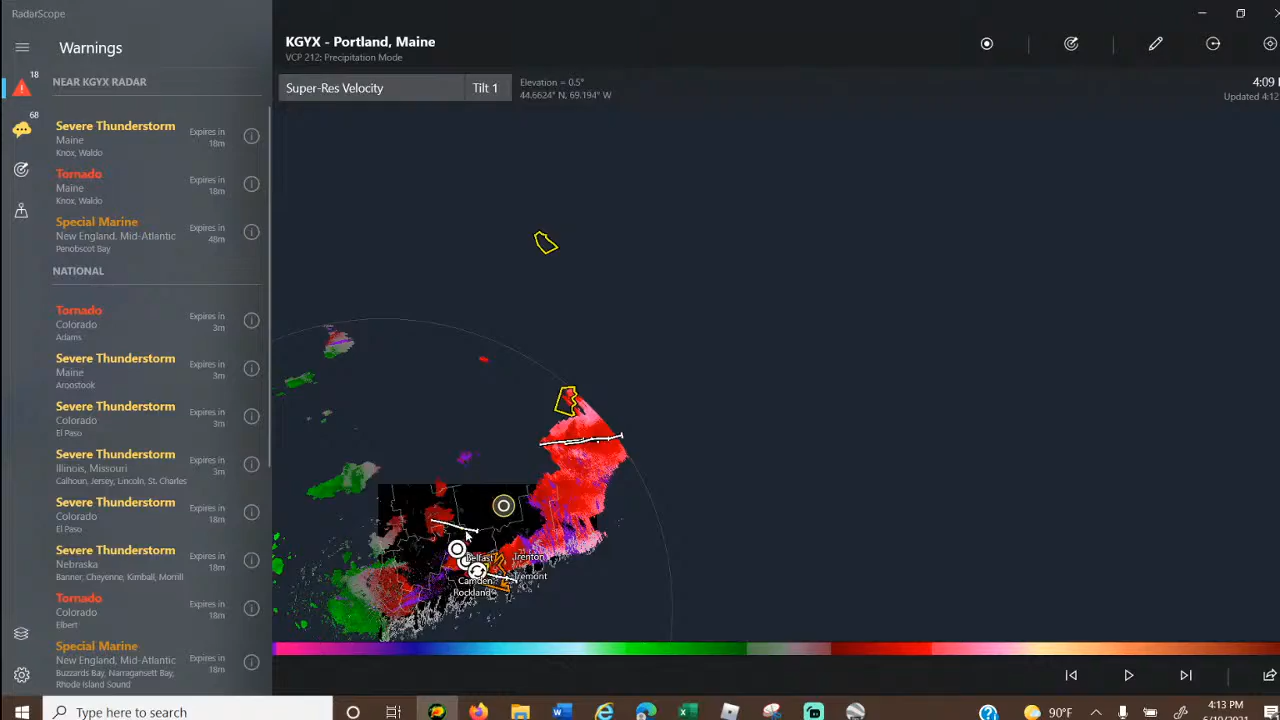 RadarScope
Warnings
KGYX - Portland, Maine
VCP 212: Precipitation Mode
18
NEAR KGYX RADAR
Super-Res Velocity
Tilt 1
Elevation = 0.5°
44.6624° N, 69.194° W
4:09
Updated 4:12
68
Severe Thunderstorm
Maine
Knox, Waldo
Expires in
18m
Tornado
Maine
Knox, Waldo
Expires in
18m
Special Marine
New England, Mid-Atlantic
Penobscot Bay
Expires in
48m
NATIONAL
Tornado
Colorado
Adams
Expires in
3m
Severe Thunderstorm
Maine
Aroostook
Expires in
3m
Severe Thunderstorm
Colorado
El Paso
Expires in
3m
Severe Thunderstorm
Illinois, Missouri
Calhoun, Jersey, Lincoln, St. Charles
Expires in
3m
Severe Thunderstorm
Colorado
El Paso
Expires in
18m
Severe Thunderstorm
Nebraska
Banner, Cheyenne, Kimball, Morrill
Expires in
18m
Tornado
Colorado
Elbert
Expires in
18m
Special Marine
New England, Mid-Atlantic
Buzzards Bay, Narragansett Bay,
Rhode Island Sound
Expires in
18m
Belfast
Trenton
Camden
Tremont
Rockland
Type here to search
90°F
4:13 PM